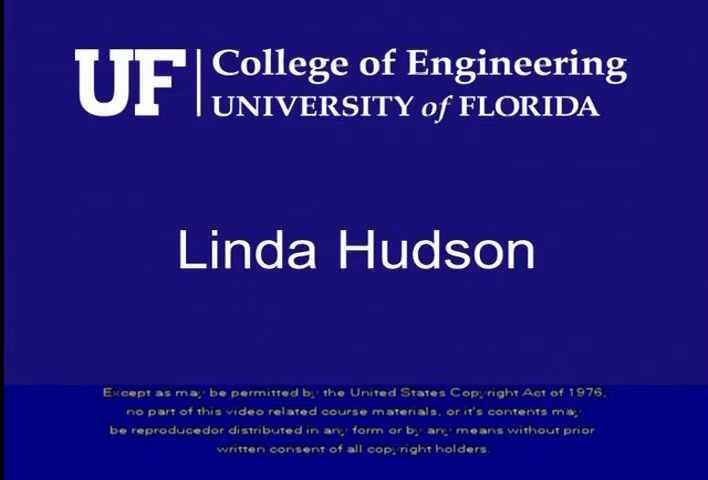 UF College of Engineering
UNIVERSITY of FLORIDA
Linda Hudson
Except as may be permitted by the United States Copyright Act of 1976,
no part of this video related course materials, or it's contents may
be reproducedor distributed in any form or by any means without prior
written consent of all copyright holders.